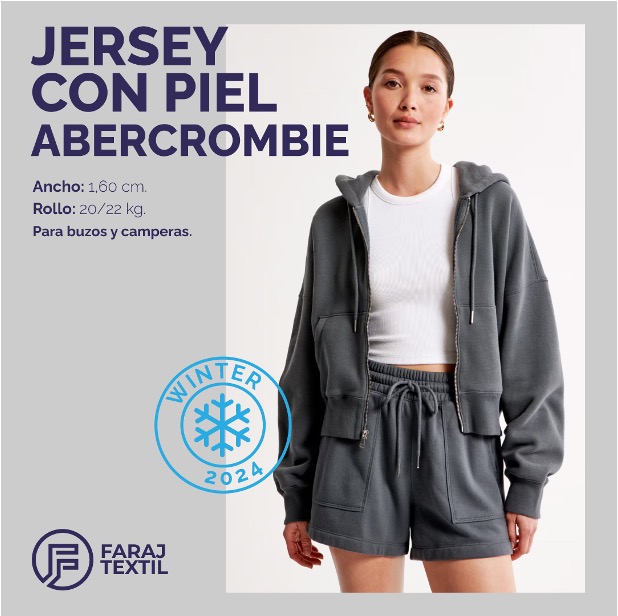 JERSEY
CON PIEL
ABERCROMBIE
Ancho: 1,60 cm.
Rollo: 20/22 kg.
Para buzos y camperas.
WINTER
2024
FARAJ
TEXTIL